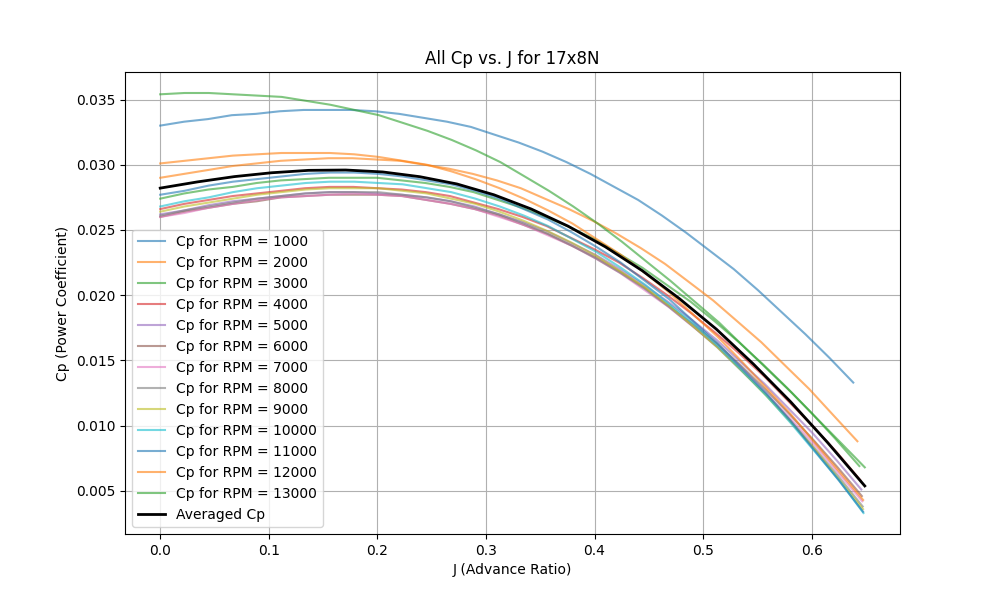 All Cp vs. J for 17x8N
Cp (Power Coefficient)
0.035
0.030
0.025
0.020
0.015
0.010
0.005
Cp for RPM = 1000
Cp for RPM = 2000
Cp for RPM = 3000
Cp for RPM = 4000
Cp for RPM = 5000
Cp for RPM = 6000
Cp for RPM = 7000
Cp for RPM = 8000
Cp for RPM = 9000
Cp for RPM = 10000
Cp for RPM = 11000
Cp for RPM = 12000
Cp for RPM = 13000
Averaged Cp
0.0 0.1 0.2 0.3 0.4 0.5 0.6
J (Advance Ratio)